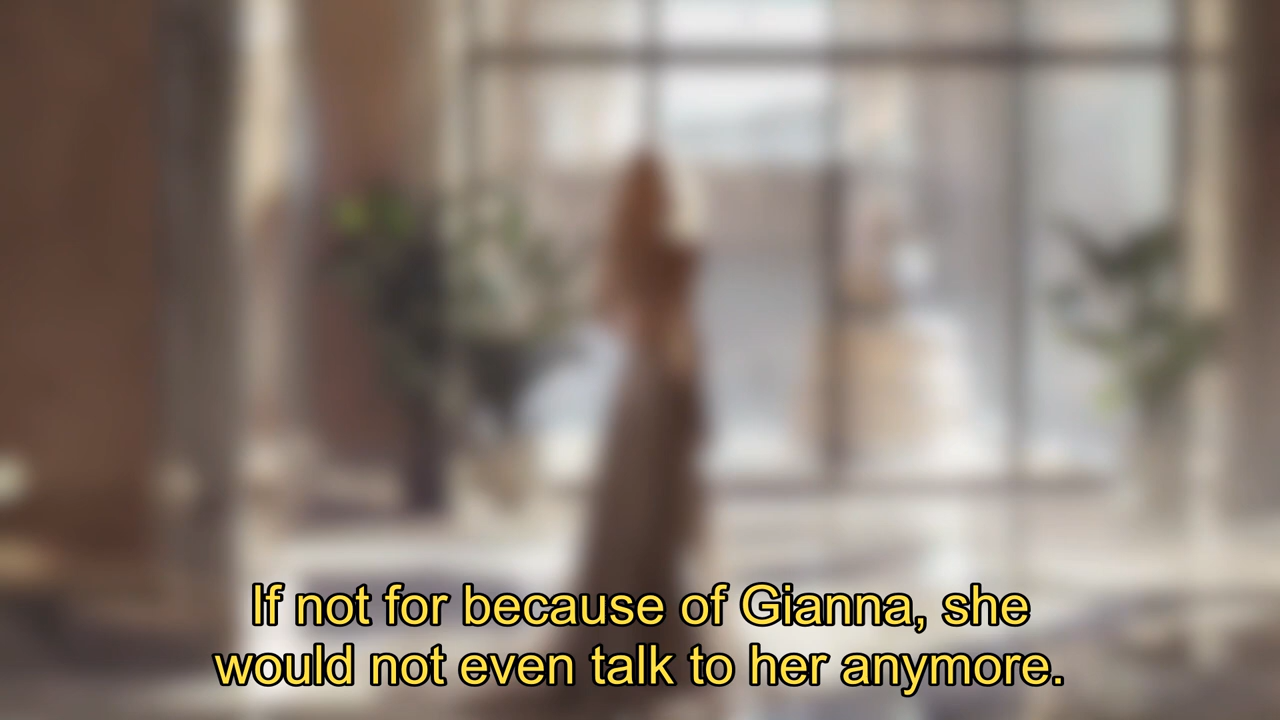 If not for because of Gianna, she
would not even talk to her anymore.